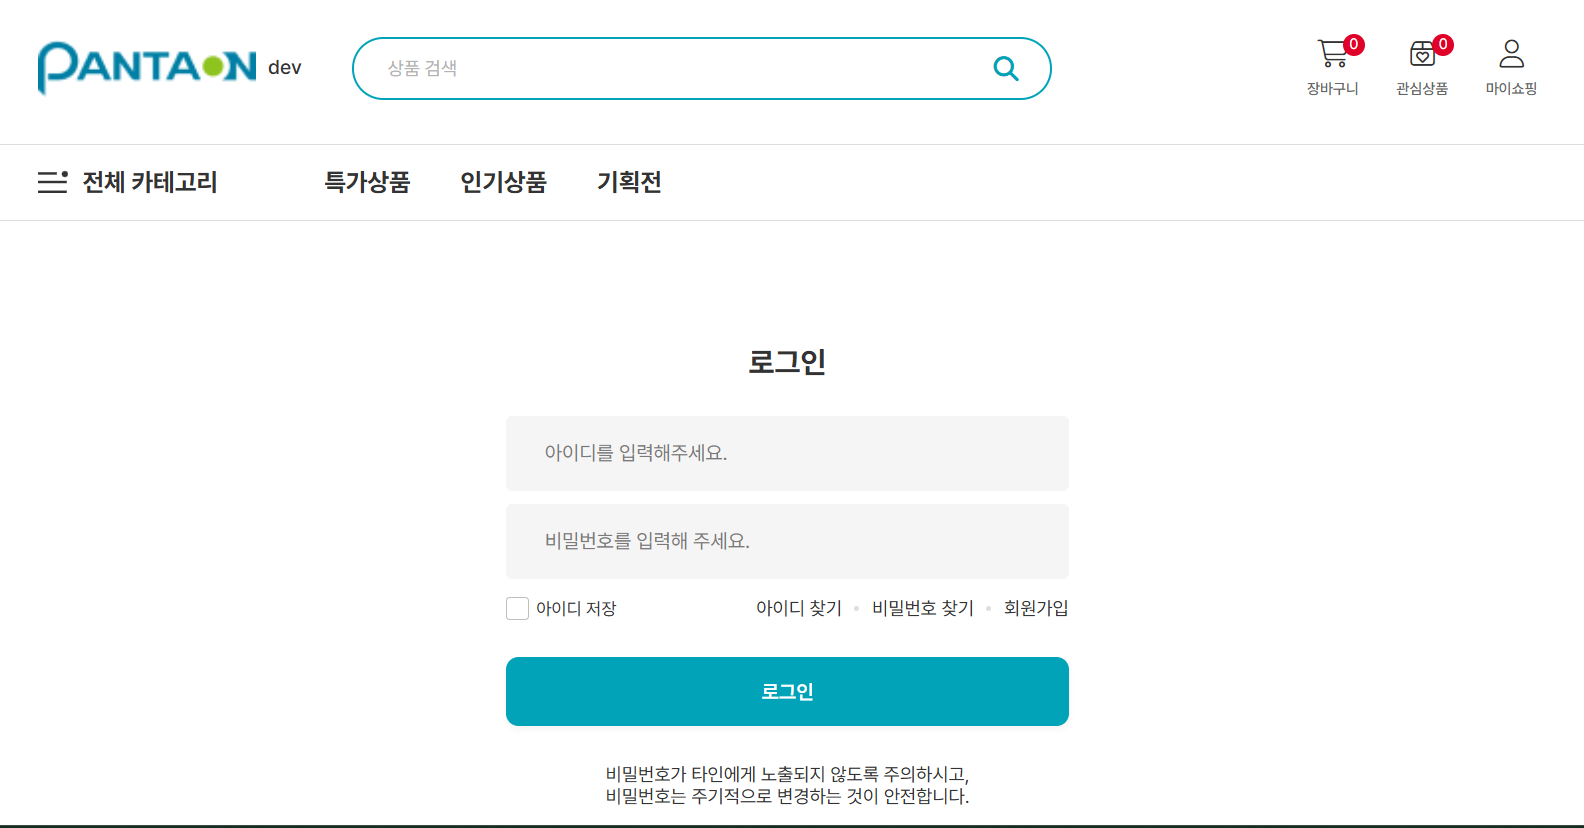 PANTAON dev
상품 검색
0
0
장바구니
관심상품
마이쇼핑
전체 카테고리
특가상품
인기상품
기획전
로그인
아이디를 입력해주세요.
비밀번호를 입력해 주세요.
아이디 저장
아이디 찾기
비밀번호 찾기
회원가입
로그인
비밀번호가 타인에게 노출되지 않도록 주의하시고,
비밀번호는 주기적으로 변경하는 것이 안전합니다.